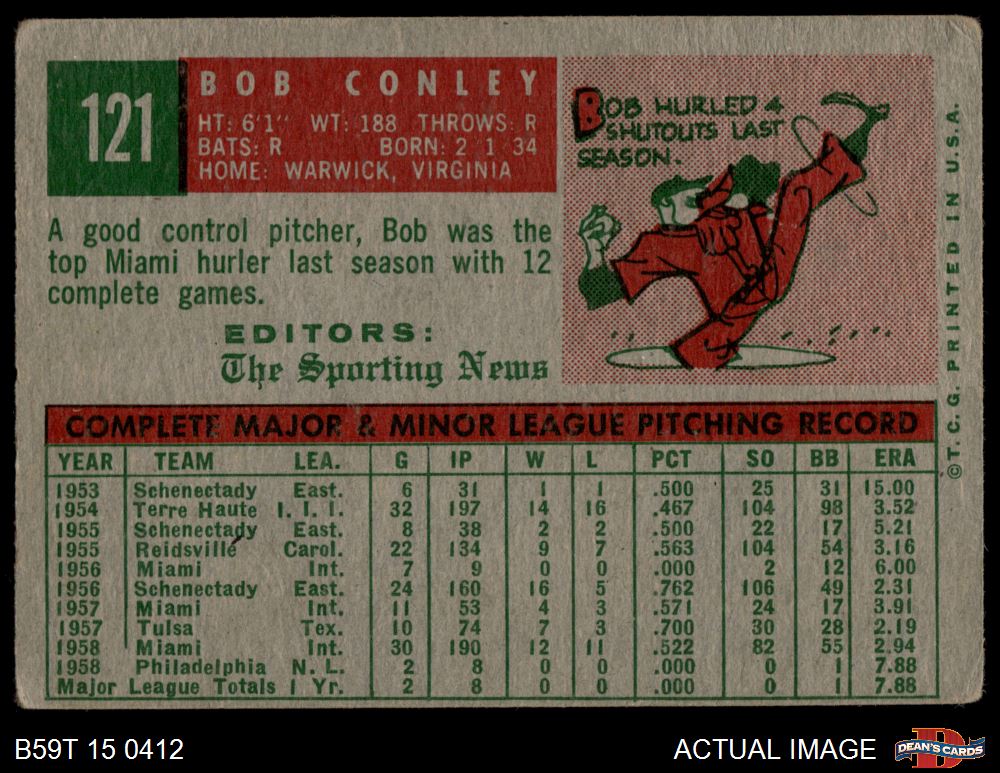 121
BOB CONLEY
HT: 6'1" WT: 188 THROWS: R
BATS: R BORN: 2 1 34
HOME: WARWICK, VIRGINIA
A good control pitcher, Bob was the
top Miami hurler last season with 12
complete games.
EDITORS:
The Sporting News
BOB HURLED 4
SHUTOUTS LAST
SEASON.
COMPLETE MAJOR & MINOR LEAGUE PITCHING RECORD
YEAR TEAM LEA. G IP W L PCT SO BB ERA
1953 Schenectady East. 6 31 1 1 .500 25 31 15.00
1954 Terre Haute I. I. I. 32 197 14 16 .467 104 98 3.52
1955 Schenectady East. 8 38 2 2 .500 22 17 5.21
1955 Reidsville Carol. 22 134 9 7 .563 104 54 3.16
1956 Miami Int. 7 9 0 0 .000 2 12 6.00
1956 Schenectady East. 24 160 16 5 .762 106 49 2.31
1957 Miami Int. 11 53 4 3 .571 24 17 3.91
1957 Tulsa Tex. 10 74 7 3 .700 30 28 2.19
1958 Miami Int. 30 190 12 11 .522 82 55 2.94
1958 Philadelphia N. L. 2 8 0 0 .000 0 1 7.88
Major League Totals 1 Yr. 2 8 0 0 .000 0 1 7.88
©T. C. G. PRINTED IN U.S.A.
B59T 15 0412
ACTUAL IMAGE
DEAN'S CARDS